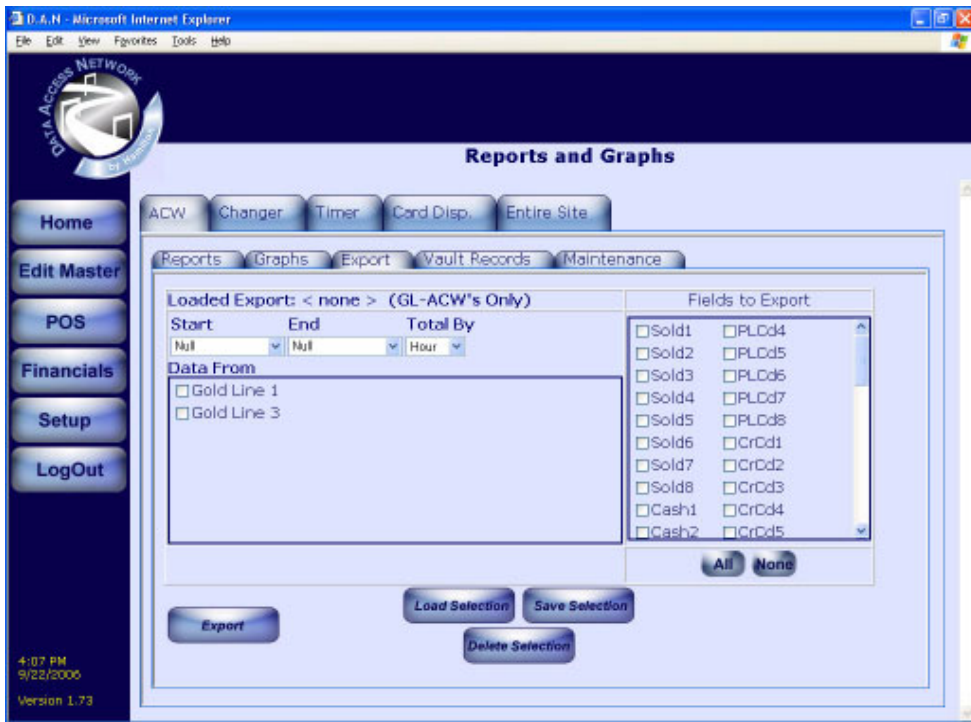 D.A.N - Microsoft Internet Explorer
File Edit View Favorites Tools Help
DATA ACCESS NETWORK
by Hamilton
Reports and Graphs
Home
Edit Master
POS
Financials
Setup
LogOut
ACW Changer Timer Card Disp. Entire Site
Reports Graphs Export Vault Records Maintenance
Loaded Export: < none > (GL-ACW's Only)
Fields to Export
Start End Total By
Null Null Hour
Data From
Gold Line 1
Gold Line 3
Sold1 PLCd4
Sold2 PLCd5
Sold3 PLCd6
Sold4 PLCd7
Sold5 PLCd8
Sold6 CrCd1
Sold7 CrCd2
Sold8 CrCd3
Cash1 CrCd4
Cash2 CrCd5
All None
Load Selection Save Selection
Export
Delete Selection
4:07 PM
9/22/2006
Version 1.73